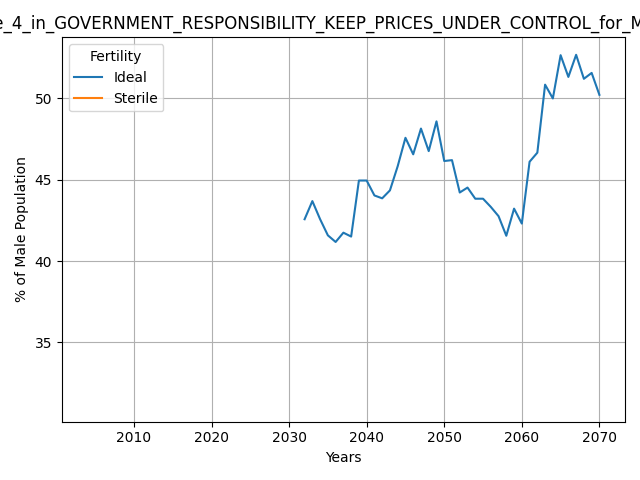 e_4_in_GOVERNMENT_RESPONSIBILITY_KEEP_PRICES_UNDER_CONTROL_for_M
Fertility
Ideal
Sterile
50
45
40
35
% of Male Population
2010 2020 2030 2040 2050 2060 2070
Years